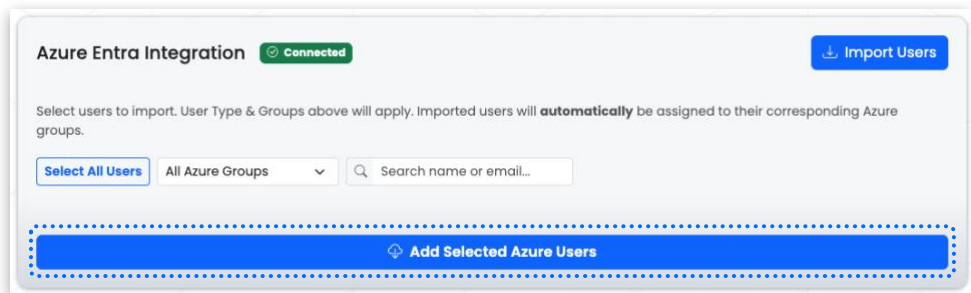 Azure Entra Integration Connected Import Users
Select users to import. User Type & Groups above will apply. Imported users will automatically be assigned to their corresponding Azure
groups.
Select All Users All Azure Groups Search name or email...
Add Selected Azure Users